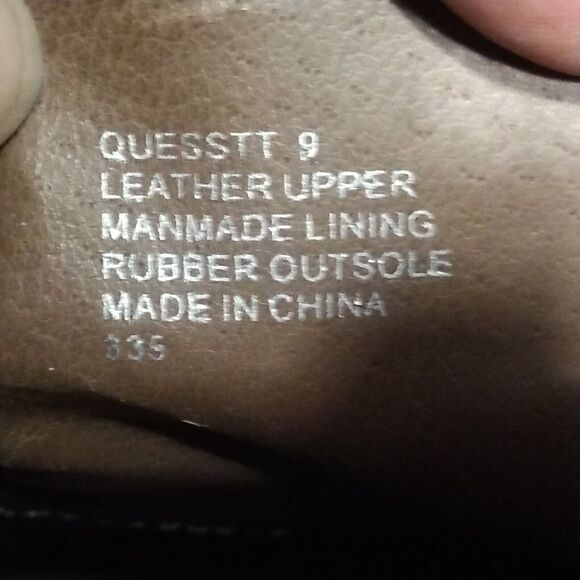 QUESSTT 9
LEATHER UPPER
MANMADE LINING
RUBBER OUTSOLE
MADE IN CHINA